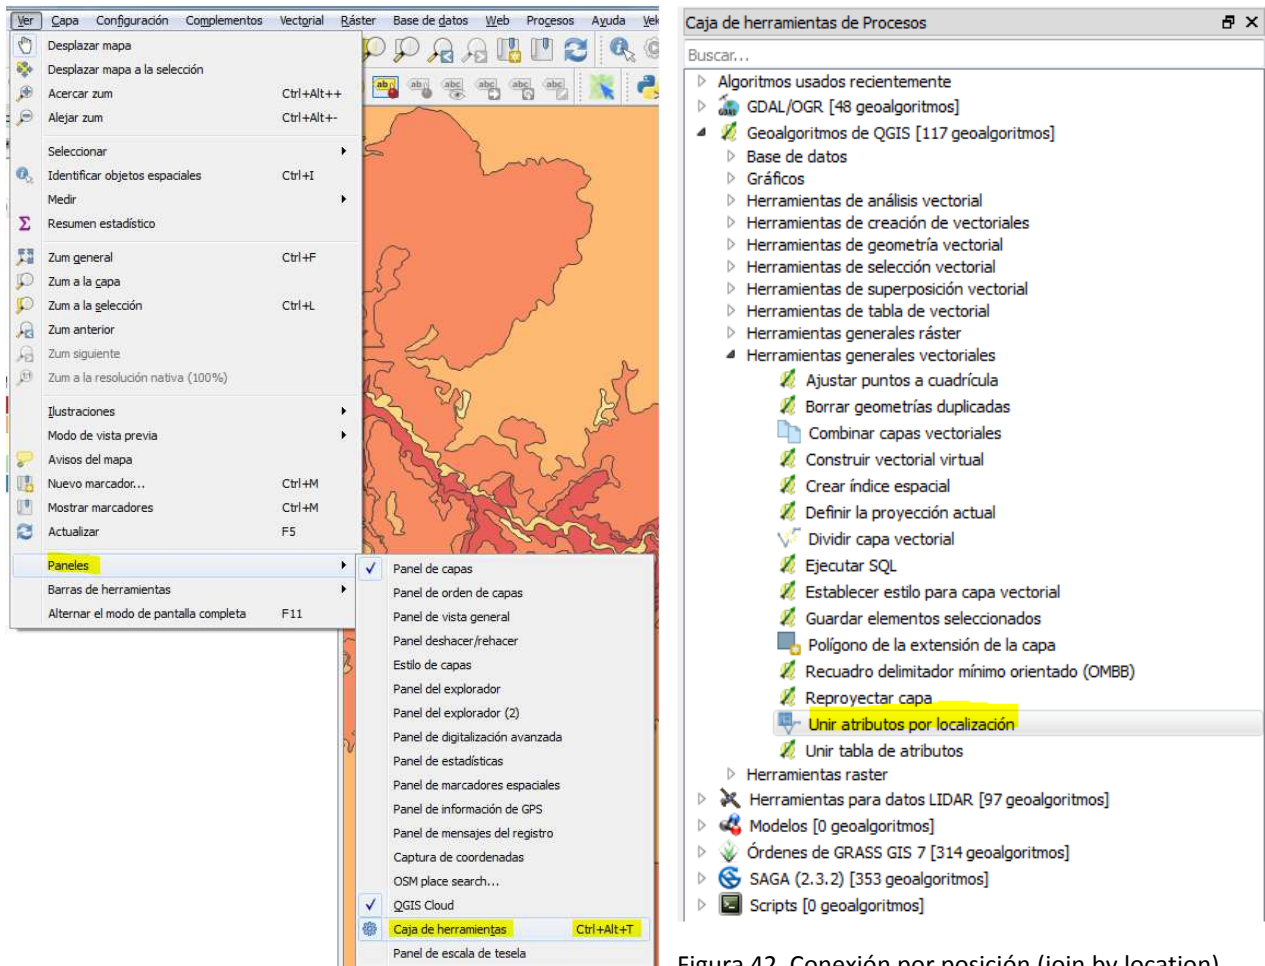 Ver Capa Configuración Complementos Vectorial Ráster Base de datos Web Procesos Ayuda
Desplazar mapa
Desplazar mapa a la selección
Acercar zum Ctrl+Alt++
Alejar zum Ctrl+Alt+-
Seleccionar
Identificar objetos espaciales Ctrl+I
Medir
Resumen estadístico
Zum general Ctrl+F
Zum a la capa
Zum a la selección Ctrl+L
Zum anterior
Zum siguiente
Zum a la resolución nativa (100%)
Ilustraciones
Modo de vista previa
Avisos del mapa
Nuevo marcador... Ctrl+M
Mostrar marcadores Ctrl+M
Actualizar F5
Paneles
Barras de herramientas
Alternar el modo de pantalla completa F11
Panel de capas
Panel de orden de capas
Panel de vista general
Panel deshacer/rehacer
Estilo de capas
Panel del explorador
Panel del explorador (2)
Panel de digitalización avanzada
Panel de estadísticas
Panel de marcadores espaciales
Panel de información de GPS
Panel de mensajes del registro
Captura de coordenadas
OSM place search...
QGIS Cloud
Caja de herramientas Ctrl+Alt+T
Panel de escala de tesela
Caja de herramientas de Procesos
Buscar...
Algoritmos usados recientemente
GDAL/OGR [48 geoalgoritmos]
Geoalgoritmos de QGIS [117 geoalgoritmos]
Base de datos
Gráficos
Herramientas de análisis vectorial
Herramientas de creación de vectoriales
Herramientas de geometría vectorial
Herramientas de selección vectorial
Herramientas de superposición vectorial
Herramientas de tabla de vectorial
Herramientas generales ráster
Herramientas generales vectoriales
Ajustar puntos a cuadrícula
Borrar geometrías duplicadas
Combinar capas vectoriales
Construir vectorial virtual
Crear índice espacial
Definir la proyección actual
Dividir capa vectorial
Ejecutar SQL
Establecer estilo para capa vectorial
Guardar elementos seleccionados
Polígono de la extensión de la capa
Recuadro delimitador mínimo orientado (OMBB)
Reproyectar capa
Unir atributos por localización
Unir tabla de atributos
Herramientas raster
Herramientas para datos LIDAR [97 geoalgoritmos]
Modelos [0 geoalgoritmos]
Órdenes de GRASS GIS 7 [314 geoalgoritmos]
SAGA (2.3.2) [353 geoalgoritmos]
Scripts [0 geoalgoritmos]
Figura 42. Conexión por posición (join by location)